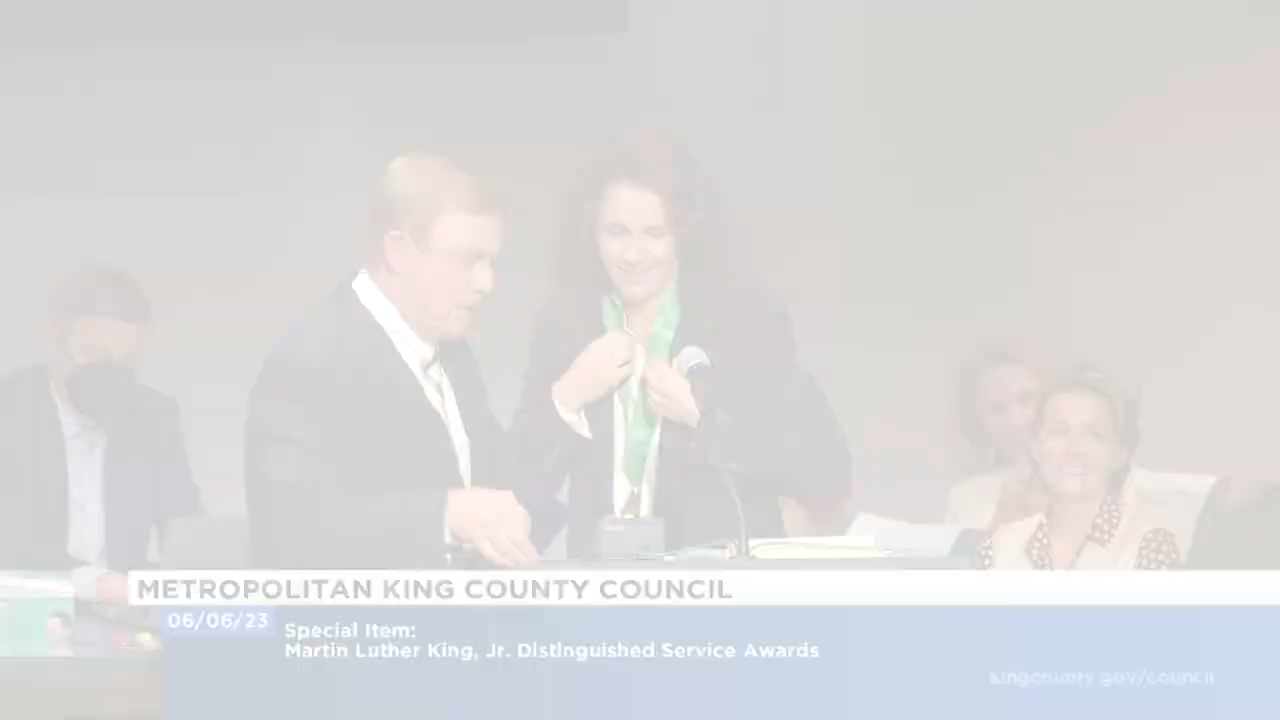 METROPOLITAN KING COUNTY COUNCIL
06/06/23
Special Item:
Martin Luther King, Jr. Distinguished Service Awards
kingcounty.gov/council